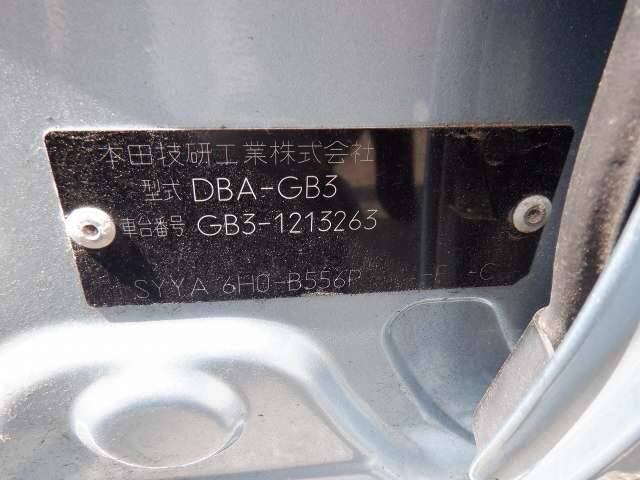 本田技研工業株式会社
型式 DBA-GB3
車台番号 GB3-1213263
SYYA 6H0-B556P -F -C